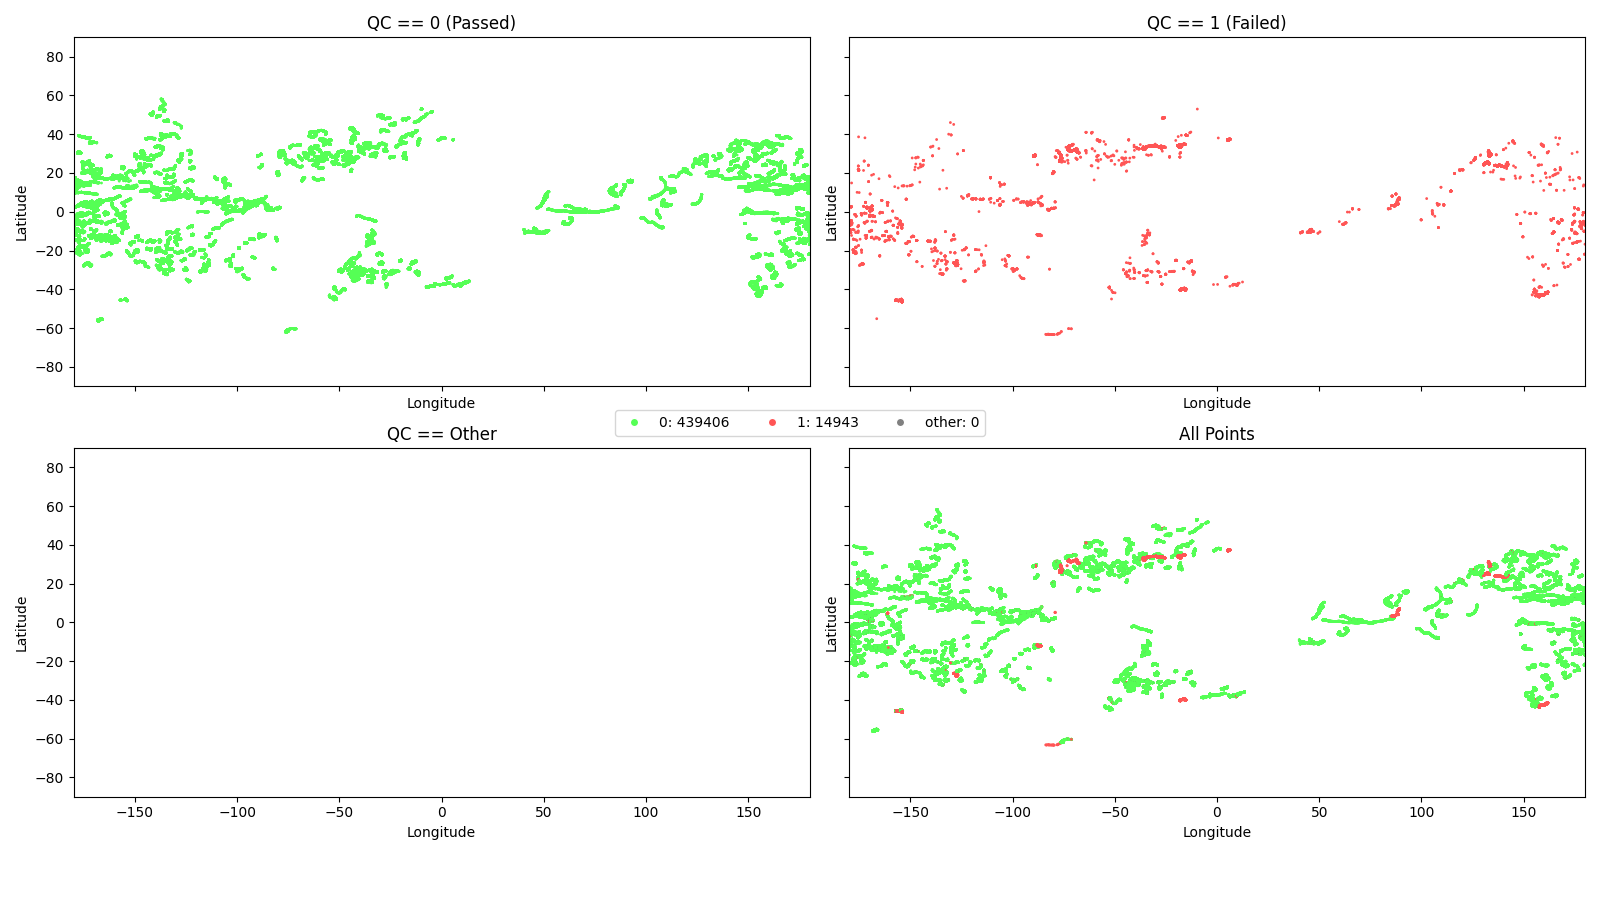 QC == 0 (Passed)
QC == 1 (Failed)
80
60
40
20
0
−20
−40
−60
−80
Latitude
Latitude
Longitude
Longitude
0: 439406 1: 14943 other: 0
QC == Other
All Points
80
60
40
20
0
−20
−40
−60
−80
Latitude
Latitude
−150 −100 −50 0 50 100 150
−150 −100 −50 0 50 100 150
Longitude
Longitude